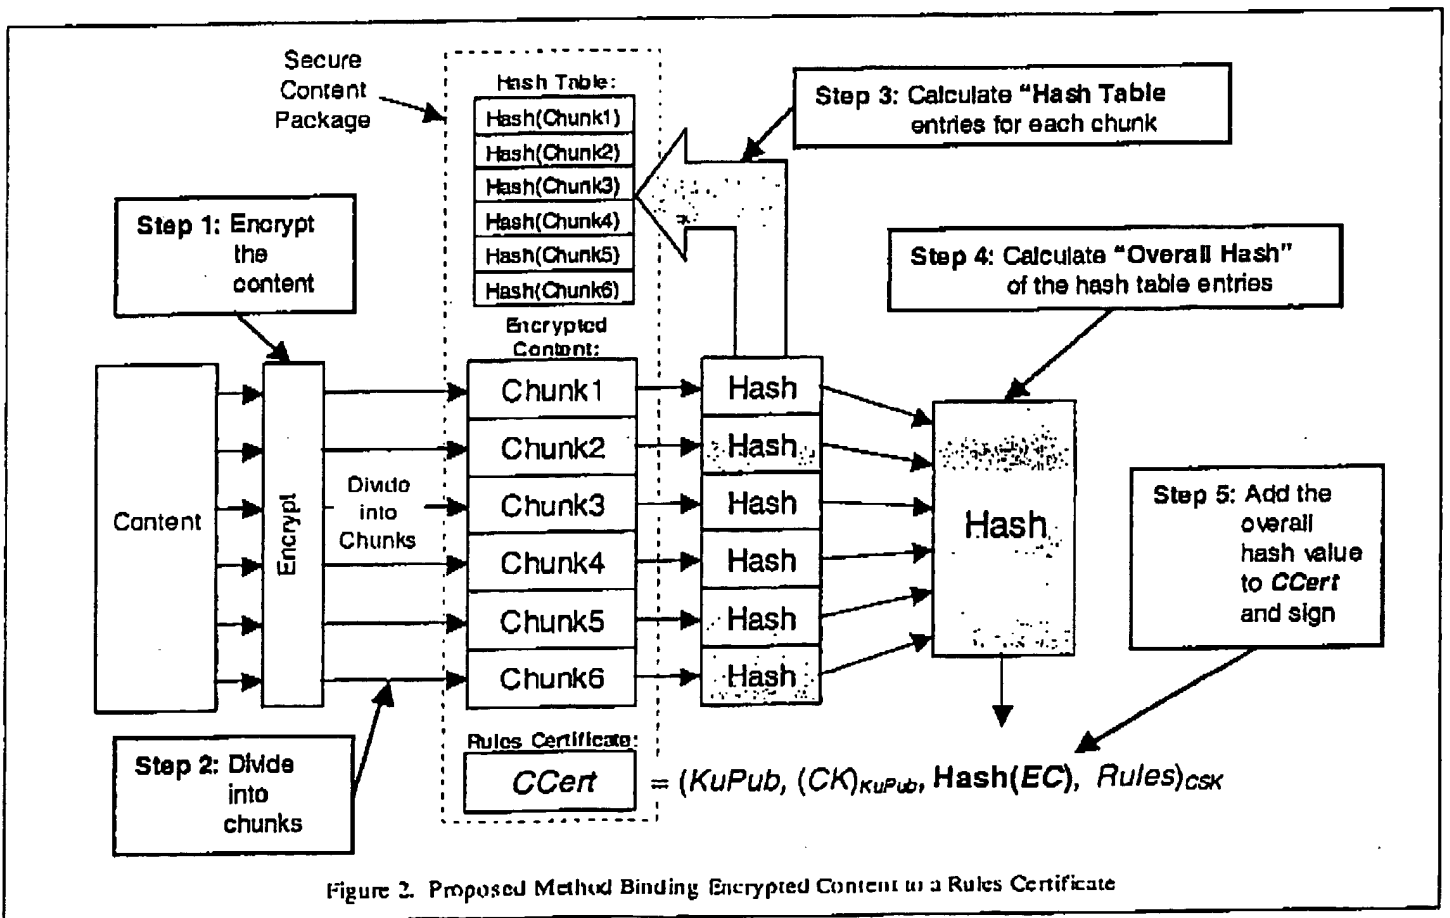 Secure
Content
Package
Hash Table:
Hash(Chunk1)
Hash(Chunk2)
Hash(Chunk3)
Hash(Chunk4)
Hash(Chunk5)
Hash(Chunk6)
Step 3: Calculate "Hash Table
entries for each chunk
Step 1: Encrypt
the
content
Step 4: Calculate "Overall Hash"
of the hash table entries
Encrypted
Content:
Content
Encrypt
Divide
into
Chunks
Chunk1
Chunk2
Chunk3
Chunk4
Chunk5
Chunk6
Hash
Hash
Hash
Hash
Hash
Hash
Hash
Step 5: Add the
overall
hash value
to CCert
and sign
Step 2: Divide
into
chunks
Rules Certificate:
CCert = (KuPub, (CK)KuPub, Hash(EC), Rules)CSK
Figure 2. Proposed Method Binding Encrypted Content to a Rules Certificate